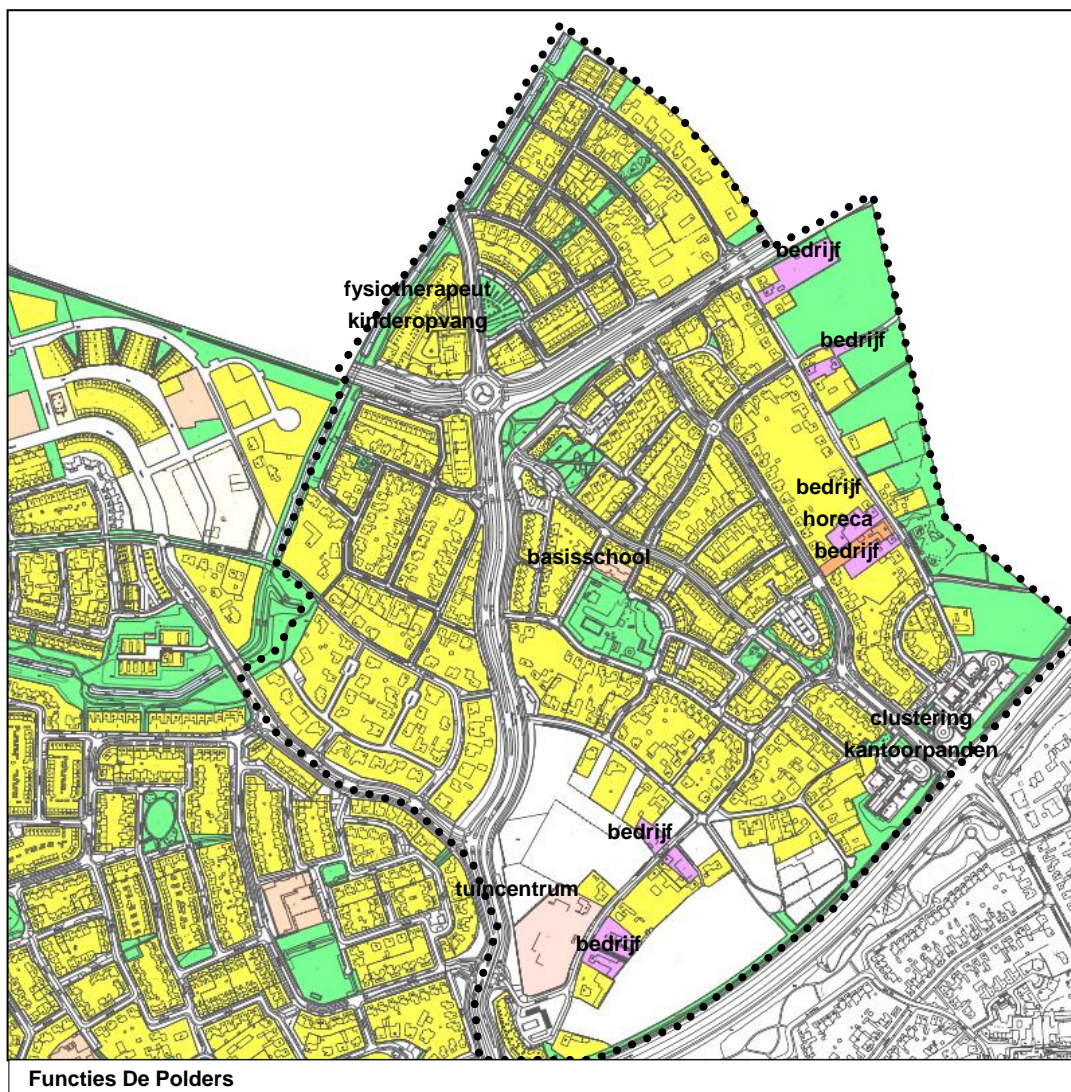 bedrijf
fysiotherapeut
kinderopvang
bedrijf
bedrijf
horeca
bedrijf
basisschool
clustering
kantoorpanden
bedrijf
tuincentrum
bedrijf
Functies De Polders